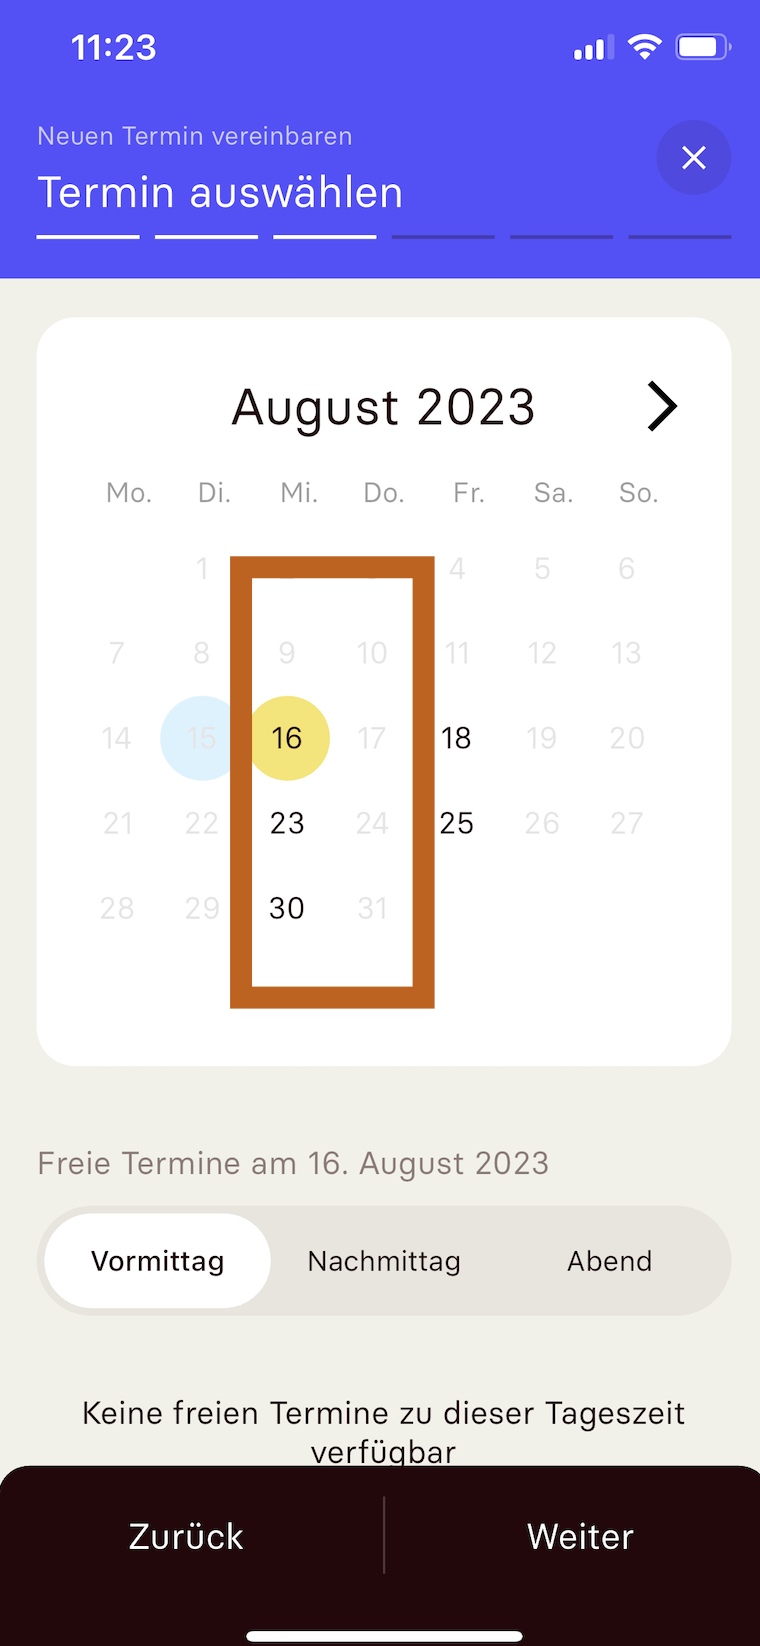 11:23
Neuen Termin vereinbaren
Termin auswählen
August 2023
Mo. Di. Mi. Do. Fr. Sa. So.
1 4 5 6
7 8 9 10 11 12 13
14 15 16 17 18 19 20
21 22 23 24 25 26 27
28 29 30 31
Freie Termine am 16. August 2023
Vormittag Nachmittag Abend
Keine freien Termine zu dieser Tageszeit
verfügbar
Zurück Weiter